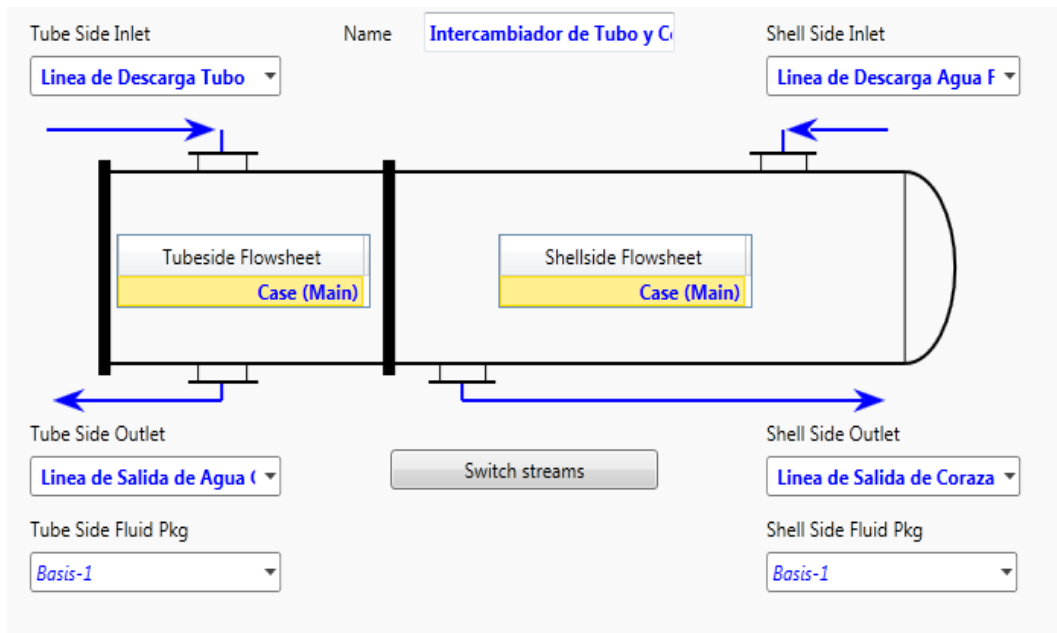 Tube Side Inlet
Name
Intercambiador de Tubo y
Shell Side Inlet
Linea de Descarga Tubo
Linea de Descarga Agua
Tubeside Flowsheet
Case (Main)
Shellside Flowsheet
Case (Main)
Tube Side Outlet
Shell Side Outlet
Linea de Salida de Agua
Switch streams
Linea de Salida de Coraza
Tube Side Fluid Pkg
Shell Side Fluid Pkg
Basis-1
Basis-1